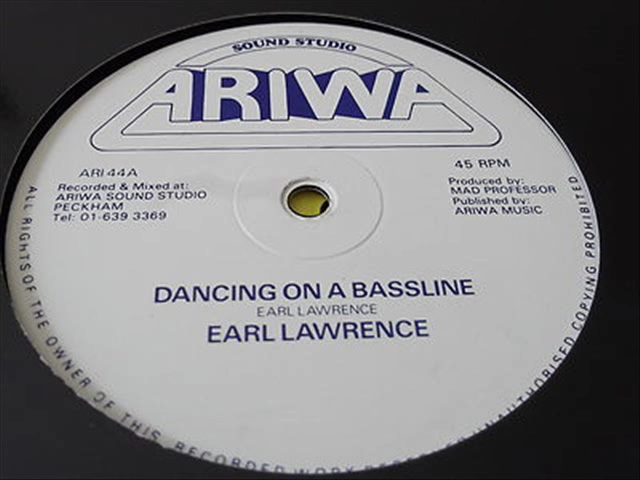 SOUND STUDIO
ARIWA
ARI 44A
Recorded & Mixed at:
ARIWA SOUND STUDIO
PECKHAM
Tel: 01-639 3369
45 RPM
Produced by:
MAD PROFESSOR
Published by:
ARIWA MUSIC
DANCING ON A BASSLINE
EARL LAWRENCE
EARL LAWRENCE
ALL RIGHTS OF THE OWNER OF THIS RECORDED WORK UNAUTHORISED COPYING PROHIBITED